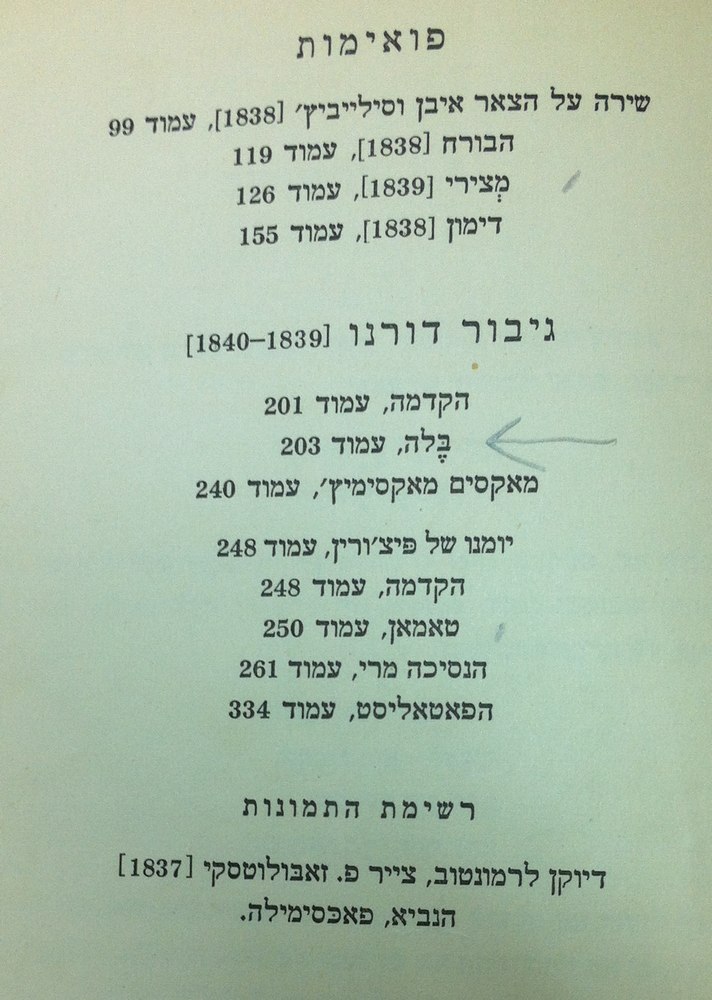 פואימות
שירה על הצאר איבן וסילייביץ׳ [1838], עמוד 99
הבורח [1838], עמוד 119
מְצירי [1839], עמוד 126
דימון [1838], עמוד 155
גיבור דורנו [1839–1840]
הקדמה, עמוד 201
בֶּלה, עמוד 203
מאקסים מאקסימיץ׳, עמוד 240
יומנו של פיצ׳ורין, עמוד 248
הקדמה, עמוד 248
טאמאן, עמוד 250
הנסיכה מרי, עמוד 261
הפאטאליסט, עמוד 334
רשימת התמונות
דיוקן לרמונטוב, צייר פ. זאבולוטסקי [1837]
הנביא, פאכסימילה.